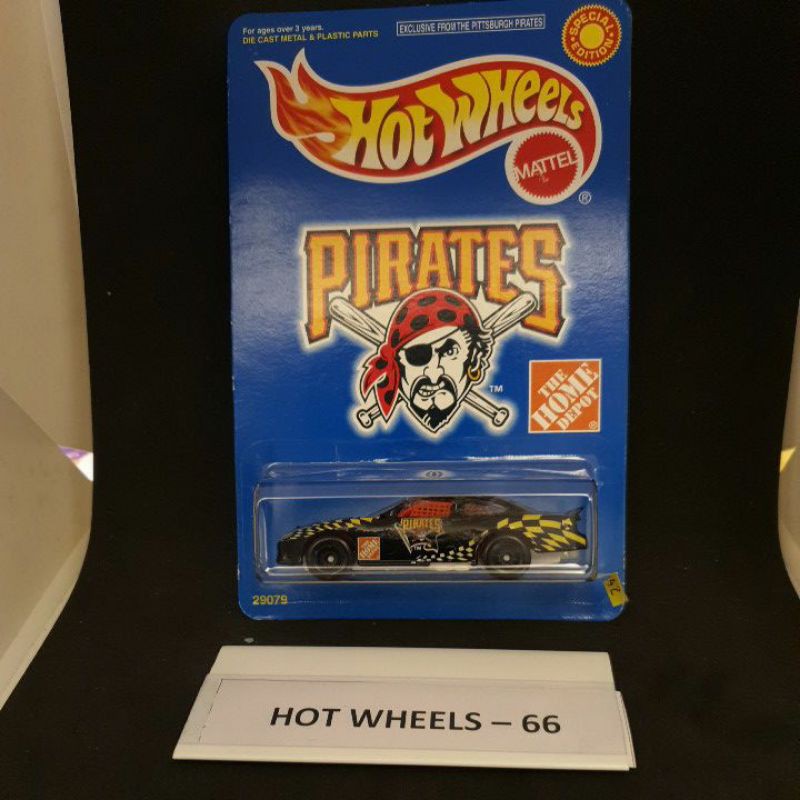 For ages over 3 years.
DIE CAST METAL & PLASTIC PARTS
EXCLUSIVE FROM THE PITTSBURGH PIRATES
SPECIAL EDITION
HOT WHEELS
MATTEL
®
PIRATES
TM
THE
HOME
DEPOT
®
PIRATES
29079
HOT WHEELS – 66